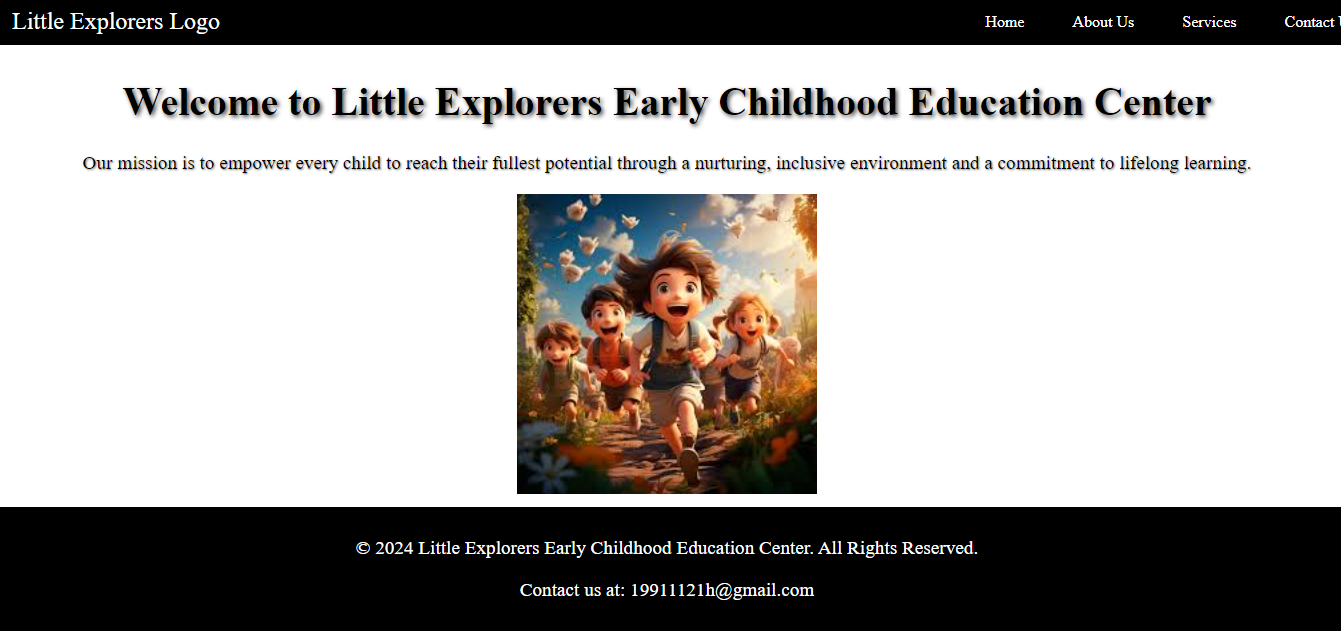 Little Explorers Logo
Home About Us Services Contact
Welcome to Little Explorers Early Childhood Education Center
Our mission is to empower every child to reach their fullest potential through a nurturing, inclusive environment and a commitment to lifelong learning.
© 2024 Little Explorers Early Childhood Education Center. All Rights Reserved.
Contact us at: 19911121h@gmail.com